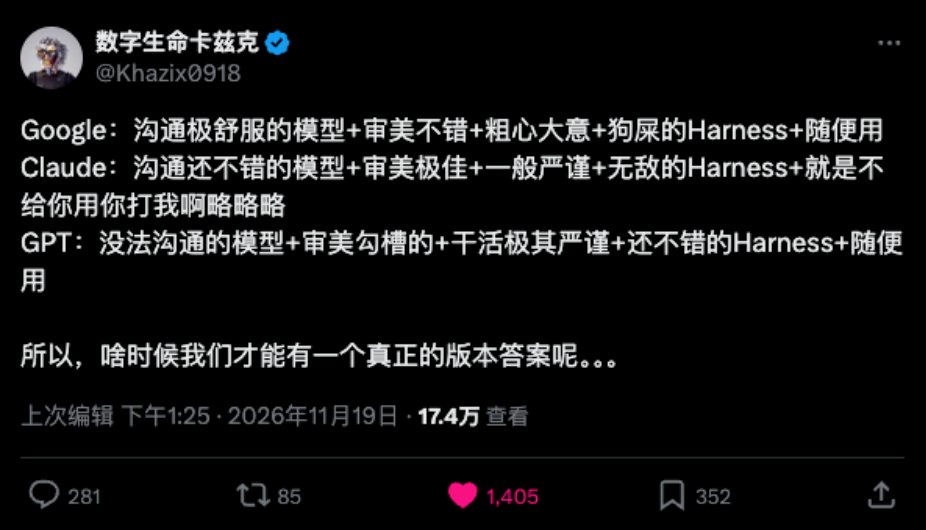 数字生命卡兹克
@Khazix0918
Google：沟通极舒服的模型+审美不错+粗心大意+狗屎的Harness+随便用
Claude：沟通还不错的模型+审美极佳+一般严谨+无敌的Harness+就是不
给你用你打我啊略略略
GPT：没法沟通的模型+审美勾槽的+干活极其严谨+还不错的Harness+随便
用
所以，啥时候我们才能有一个真正的版本答案呢。。。
上次编辑 下午1:25 · 2026年11月19日 · 17.4万 查看
281 85 1,405 352